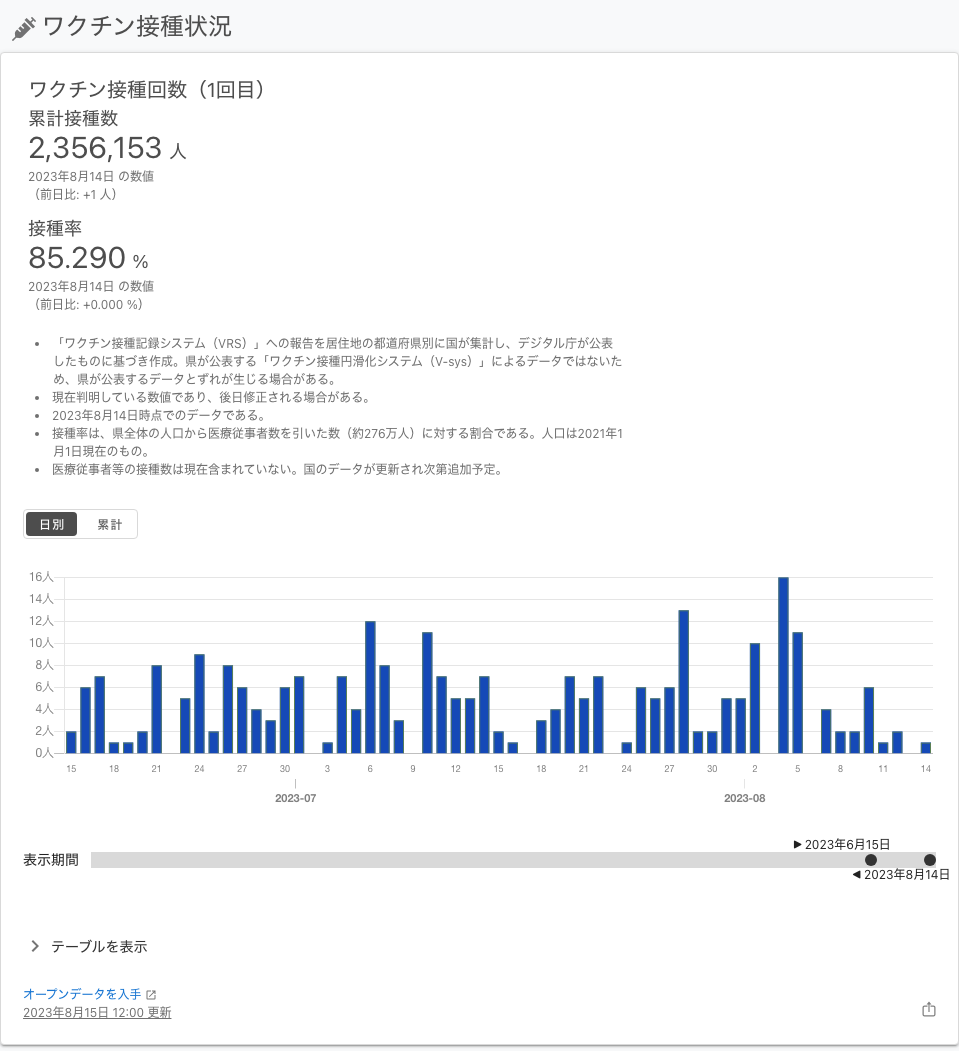 ワクチン接種状況
ワクチン接種回数（1回目）
累計接種数
2,356,153 人
2023年8月14日 の数値
（前日比: +1 人）
接種率
85.290 %
2023年8月14日 の数値
（前日比: +0.000 %）
「ワクチン接種記録システム（VRS）」への報告を居住地の都道府県別に国が集計し、デジタル庁が公表
したものに基づき作成。県が公表する「ワクチン接種円滑化システム（V-sys）」によるデータではないた
め、県が公表するデータとずれが生じる場合がある。
現在判明している数値であり、後日修正される場合がある。
2023年8月14日時点でのデータである。
接種率は、県全体の人口から医療従事者数を引いた数（約276万人）に対する割合である。人口は2021年1
月1日現在のもの。
医療従事者等の接種数は現在含まれていない。国のデータが更新され次第追加予定。
日別 累計
16人
14人
12人
10人
8人
6人
4人
2人
0人
15 18 21 24 27 30 3 6 9 12 15 18 21 24 27 30 2 5 8 11 14
2023-07 2023-08
▶ 2023年6月15日
表示期間
◀ 2023年8月14日
テーブルを表示
オープンデータを入手
2023年8月15日 12:00 更新